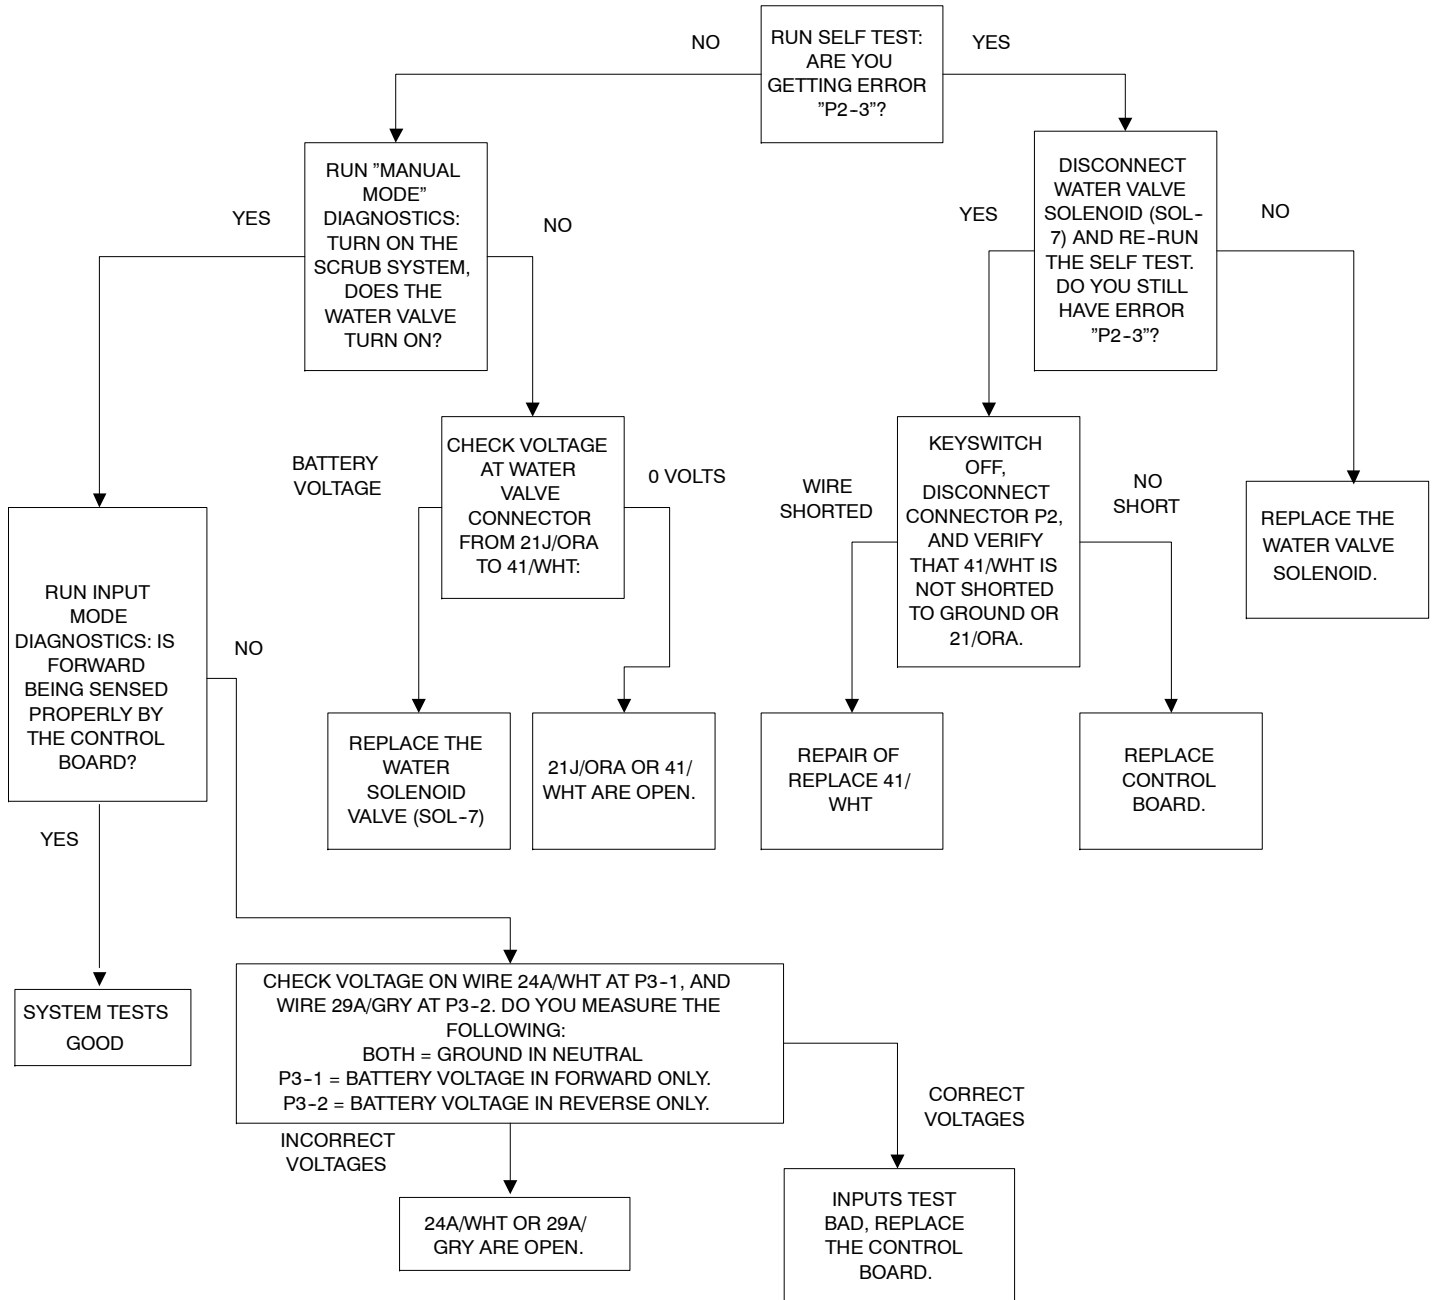 NO
RUN SELF TEST:
ARE YOU
GETTING ERROR
”P2-3”?
YES
RUN ”MANUAL
MODE”
DIAGNOSTICS:
TURN ON THE
SCRUB SYSTEM,
DOES THE
WATER VALVE
TURN ON?
DISCONNECT
WATER VALVE
SOLENOID (SOL-
7) AND RE-RUN
THE SELF TEST.
DO YOU STILL
HAVE ERROR
”P2-3”?
YES
NO
YES
NO
BATTERY
VOLTAGE
CHECK VOLTAGE
AT WATER
VALVE
CONNECTOR
FROM 21J/ORA
TO 41/WHT:
0 VOLTS
WIRE
SHORTED
KEYSWITCH
OFF,
DISCONNECT
CONNECTOR P2,
AND VERIFY
THAT 41/WHT IS
NOT SHORTED
TO GROUND OR
21/ORA.
NO
SHORT
REPLACE THE
WATER VALVE
SOLENOID.
RUN INPUT
MODE
DIAGNOSTICS: IS
FORWARD
BEING SENSED
PROPERLY BY
THE CONTROL
BOARD?
NO
REPLACE THE
WATER
SOLENOID
VALVE (SOL-7)
21J/ORA OR 41/
WHT ARE OPEN.
REPAIR OF
REPLACE 41/
WHT
REPLACE
CONTROL
BOARD.
YES
SYSTEM TESTS
GOOD
CHECK VOLTAGE ON WIRE 24A/WHT AT P3-1, AND
WIRE 29A/GRY AT P3-2. DO YOU MEASURE THE
FOLLOWING:
BOTH = GROUND IN NEUTRAL
P3-1 = BATTERY VOLTAGE IN FORWARD ONLY.
P3-2 = BATTERY VOLTAGE IN REVERSE ONLY.
CORRECT
VOLTAGES
INCORRECT
VOLTAGES
24A/WHT OR 29A/
GRY ARE OPEN.
INPUTS TEST
BAD, REPLACE
THE CONTROL
BOARD.